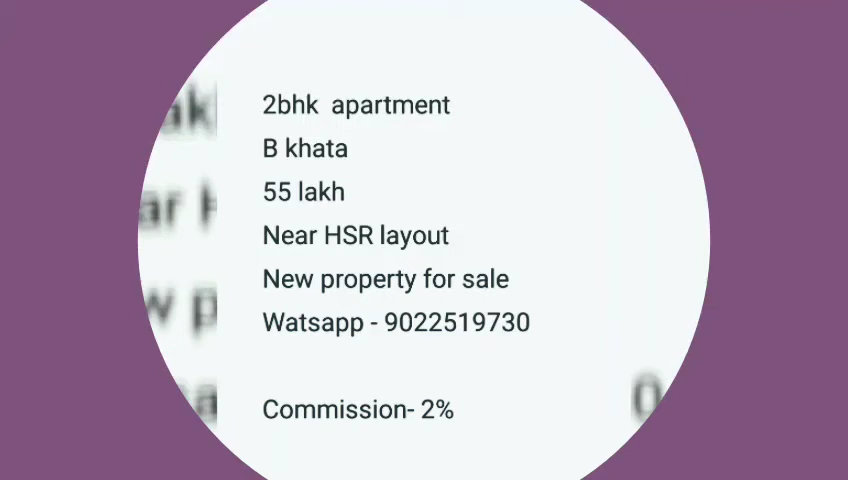 2bhk  apartment
B khata
55 lakh
Near HSR layout
New property for sale
Watsapp - 9022519730
Commission- 2%